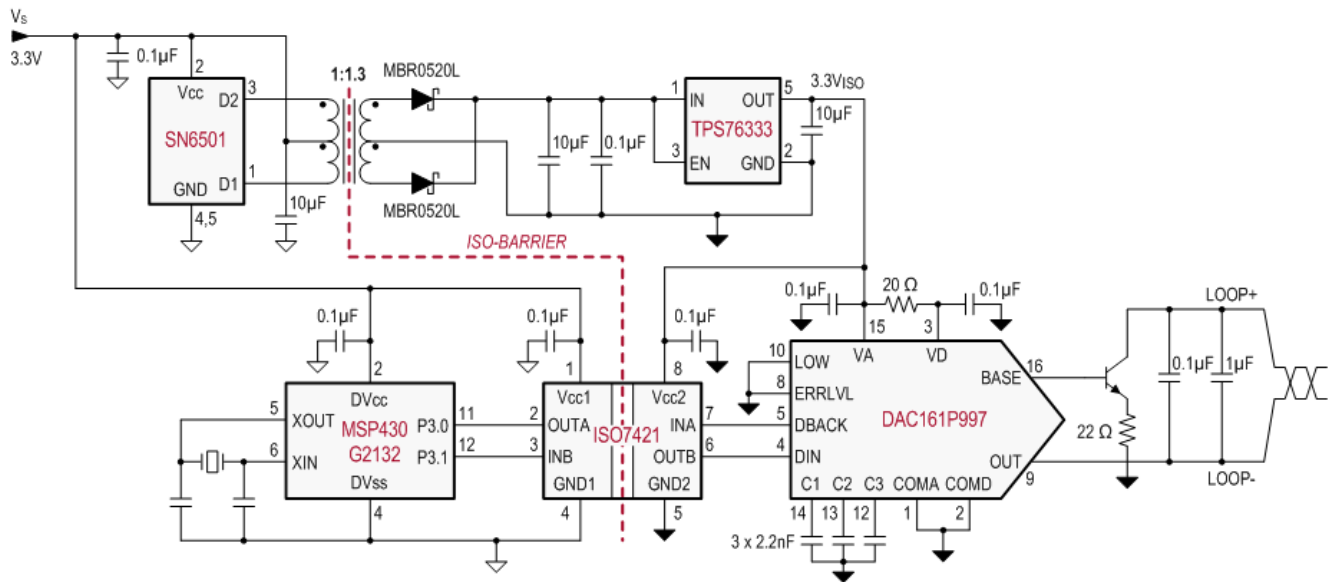 VS
3.3V
0.1µF
2
Vcc
D2
3
SN6501
D1
1
GND
4,5
10µF
1:1.3
MBR0520L
MBR0520L
10µF
0.1µF
1
IN
OUT
5
TPS76333
3
EN
GND
2
3.3VISO
10µF
ISO-BARRIER
0.1µF
2
DVcc
5
XOUT
MSP430
G2132
P3.0
11
6
XIN
P3.1
12
DVss
4
0.1µF
1
Vcc1
2
OUTA
3
INB
GND1
4
ISO7421
0.1µF
8
Vcc2
INA
7
OUTB
6
GND2
5
0.1µF
20 Ω
0.1µF
15
3
VA
VD
10
LOW
8
ERRLVL
5
DBACK
4
DIN
DAC161P997
BASE
16
OUT
9
C1
C2
C3
COMA
COMD
14
13
12
1
2
3 x 2.2nF
22 Ω
0.1µF
1µF
LOOP+
LOOP-